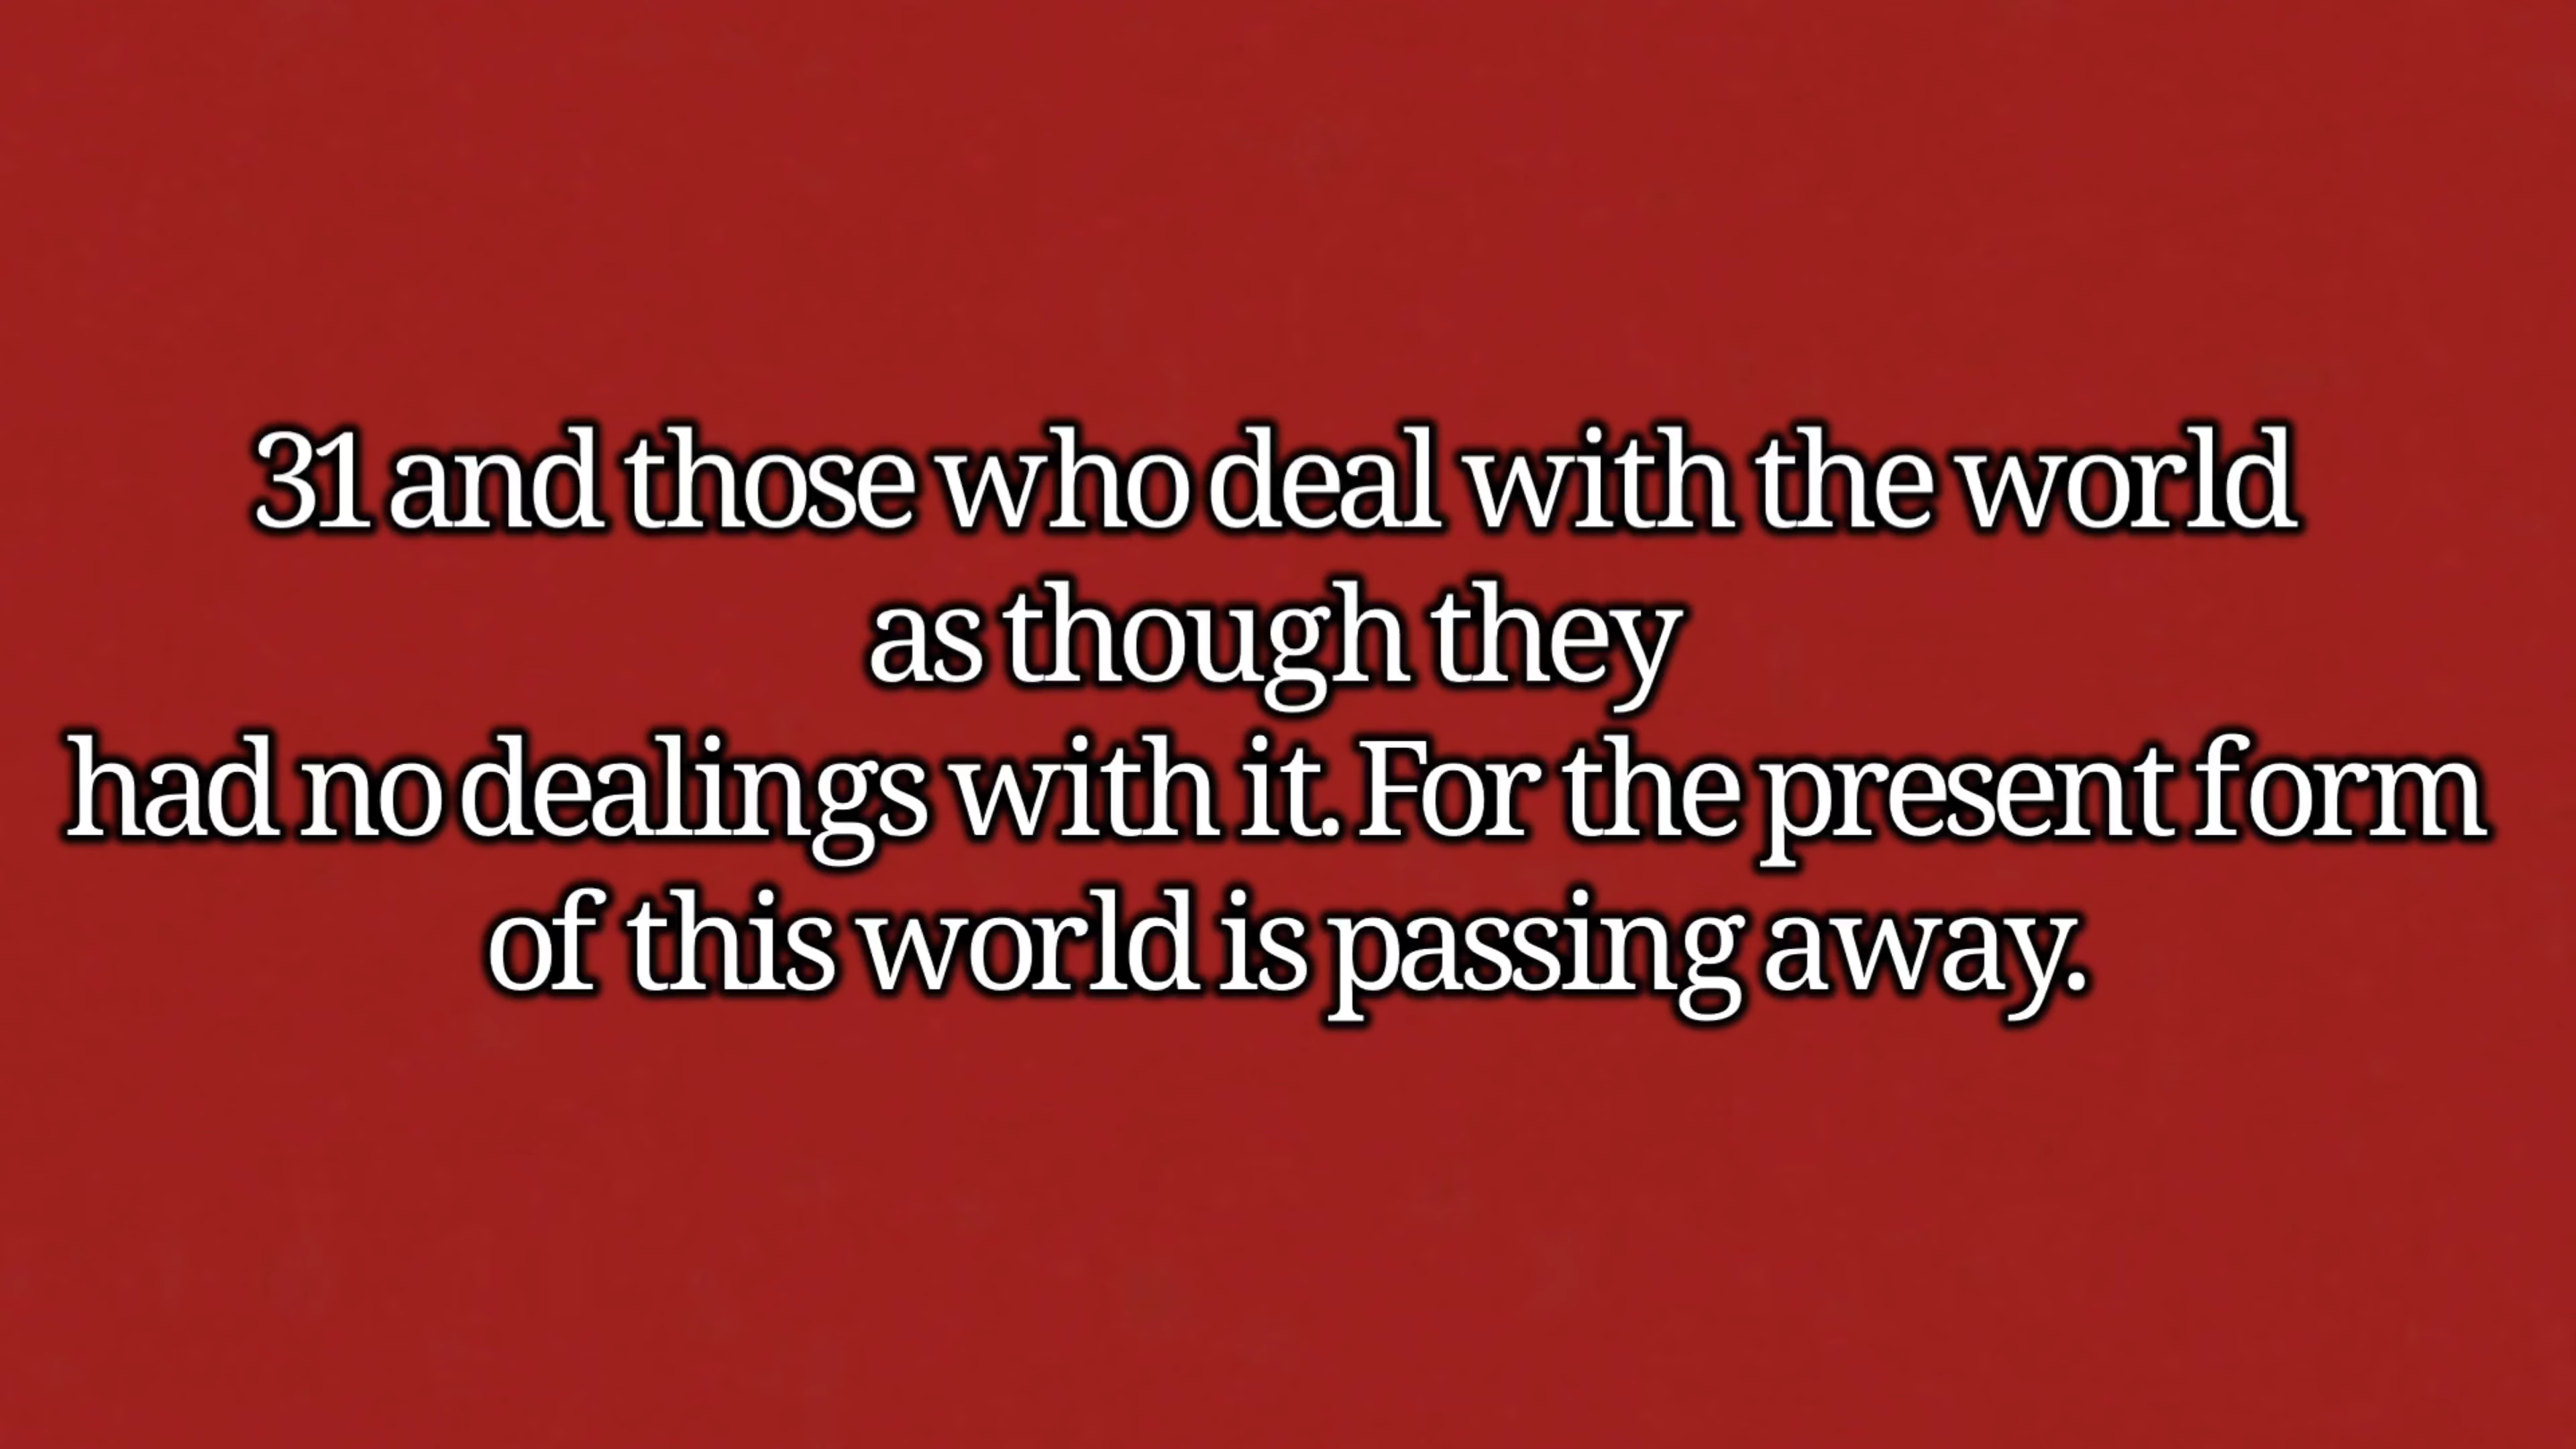 31 and those who deal with the world
as though they
had no dealings with it. For the present form
of this world is passing away.